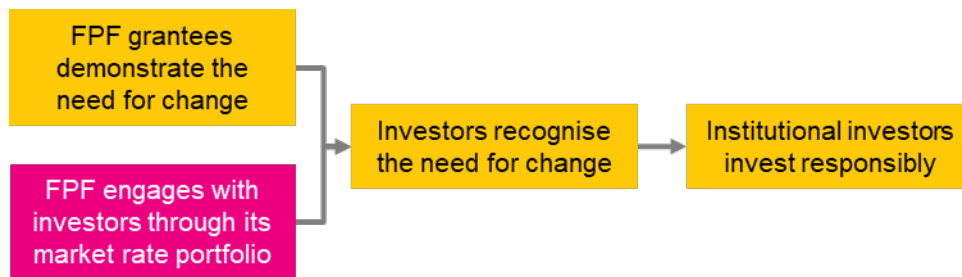 FPF grantees
demonstrate the
need for change
FPF engages with
investors through its
market rate portfolio
Investors recognise
the need for change
Institutional investors
invest responsibly